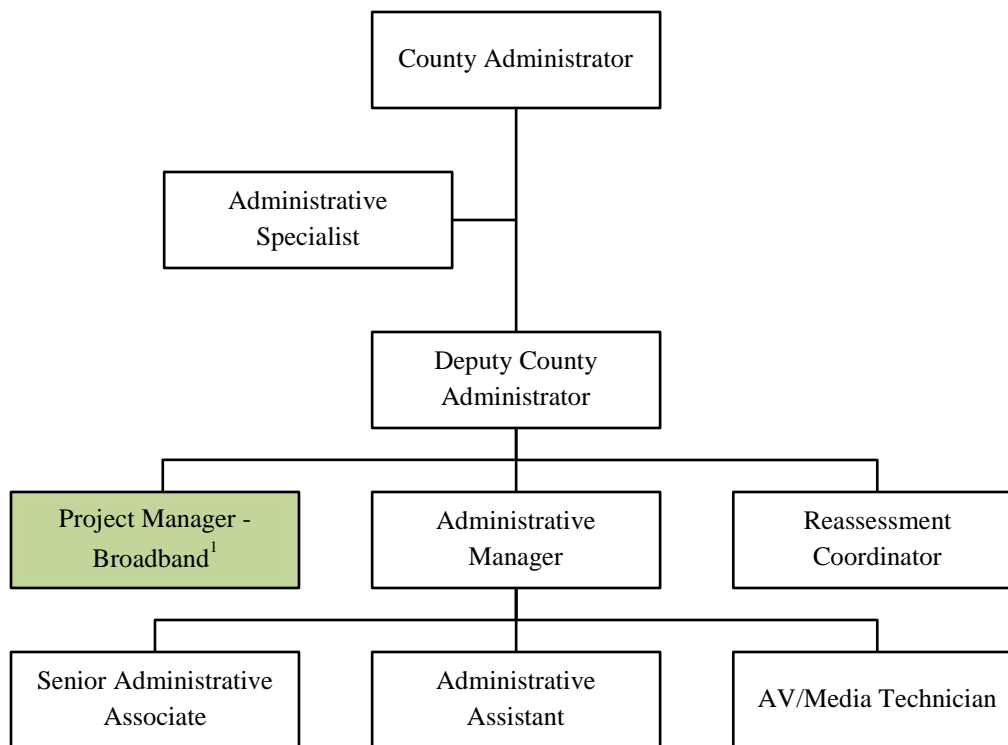 County Administrator
Administrative
Specialist
Deputy County
Administrator
Project Manager -
Broadband¹
Administrative
Manager
Reassessment
Coordinator
Senior Administrative
Associate
Administrative
Assistant
AV/Media Technician